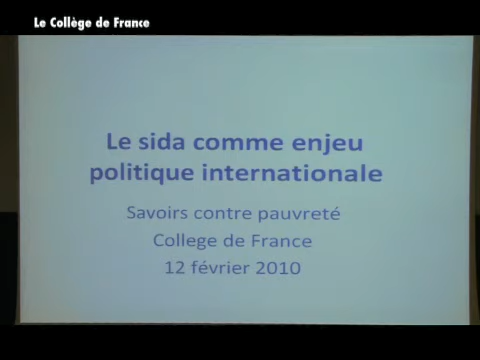 Le Collège de France
Le sida comme enjeu
politique internationale
Savoirs contre pauvreté
College de France
12 février 2010